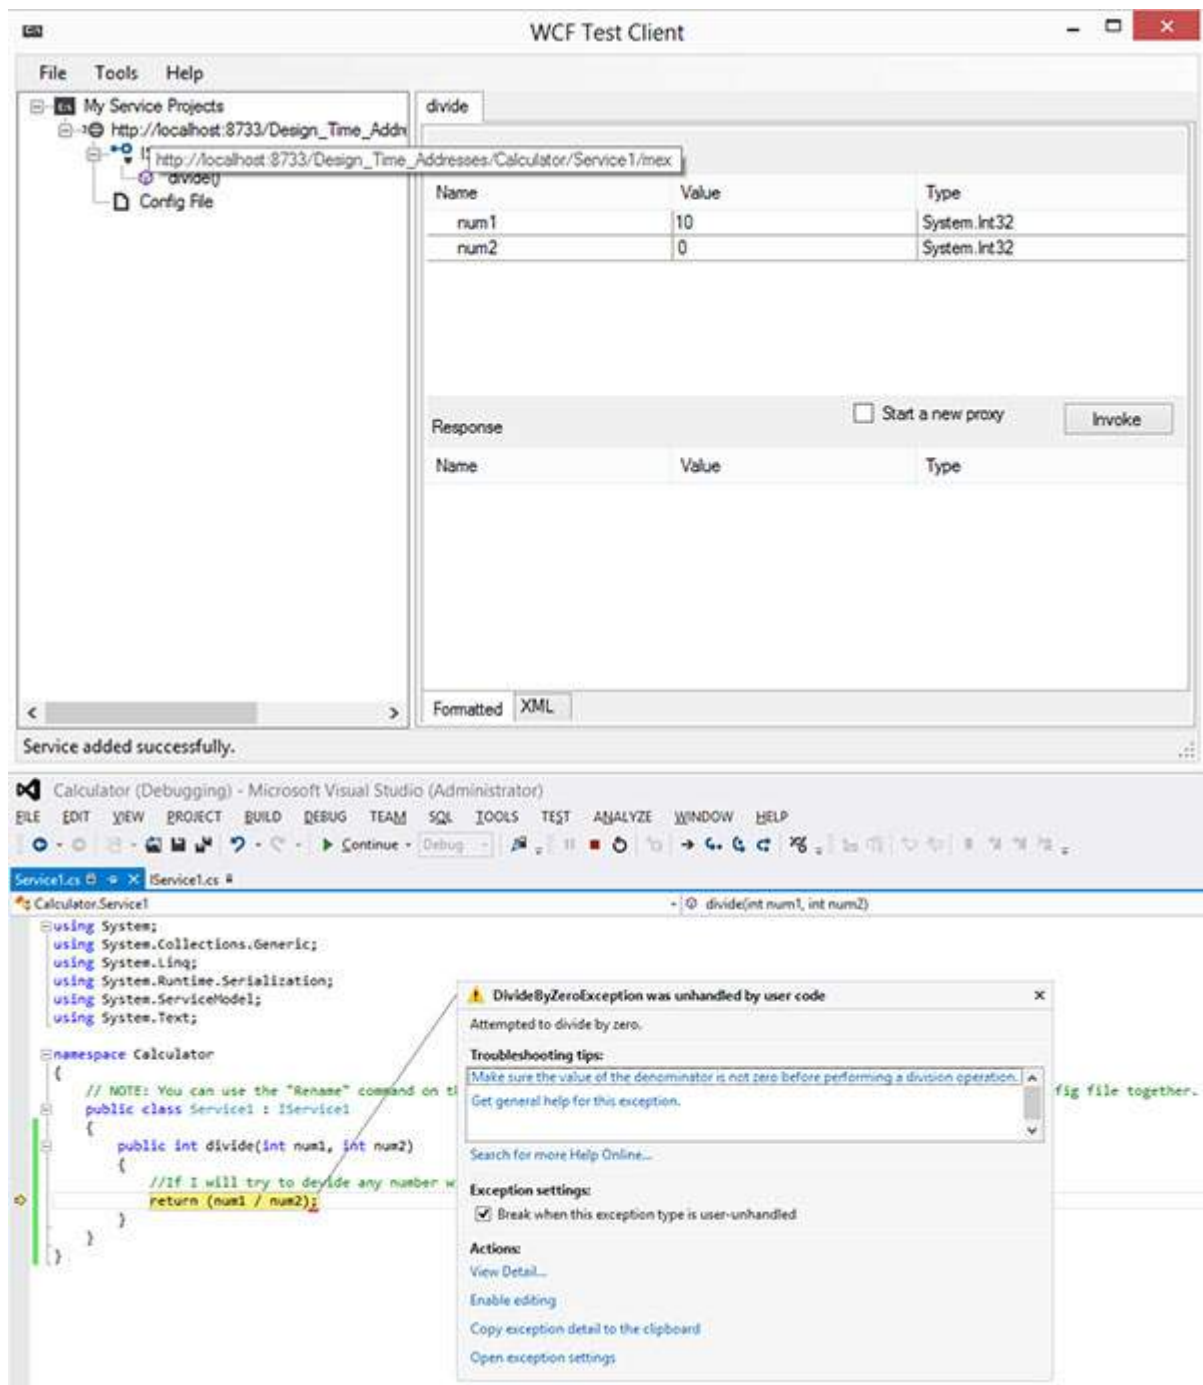 WCF Test Client
File Tools Help
My Service Projects
http://localhost:8733/Design_Time_Addre
http://localhost:8733/Design_Time_Addresses/Calculator/Service1/mex
divide()
Config File
divide
Name Value Type
num1 10 System.Int32
num2 0 System.Int32
Response Start a new proxy Invoke
Name Value Type
Formatted XML
Service added successfully.
Calculator (Debugging) - Microsoft Visual Studio (Administrator)
FILE EDIT VIEW PROJECT BUILD DEBUG TEAM SQL TOOLS TEST ANALYZE WINDOW HELP
Continue Debug
Service1.cs IService1.cs
Calculator.Service1 divide(int num1, int num2)
using System;
using System.Collections.Generic;
using System.Linq;
using System.Runtime.Serialization;
using System.ServiceModel;
using System.Text;
namespace Calculator
{
// NOTE: You can use the "Rename" command on th fig file together.
public class Service1 : IService1
{
public int divide(int num1, int num2)
{
//If I will try to devide any number w
return (num1 / num2);
}
}
}
DivideByZeroException was unhandled by user code
Attempted to divide by zero.
Troubleshooting tips:
Make sure the value of the denominator is not zero before performing a division operation.
Get general help for this exception.
Search for more Help Online...
Exception settings:
Break when this exception type is user-unhandled
Actions:
View Detail...
Enable editing
Copy exception detail to the clipboard
Open exception settings